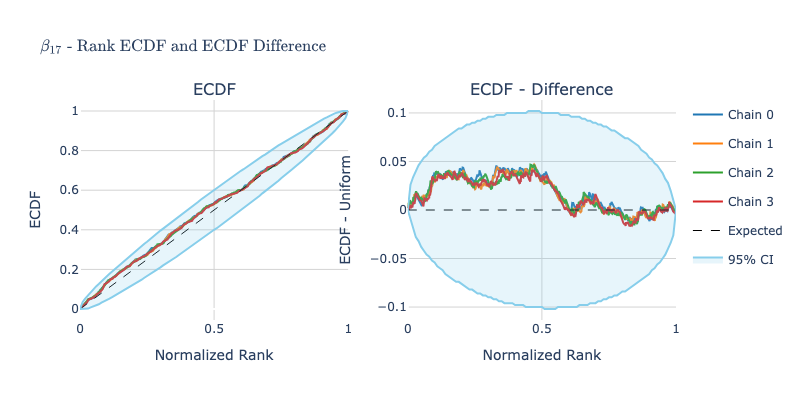 β₁₇ - Rank ECDF and ECDF Difference
ECDF
ECDF - Difference
ECDF
1
0.8
0.6
0.4
0.2
0
0
0.5
1
Normalized Rank
ECDF - Uniform
0.1
0.05
0
−0.05
−0.1
0
0.5
1
Normalized Rank
Chain 0
Chain 1
Chain 2
Chain 3
Expected
95% CI